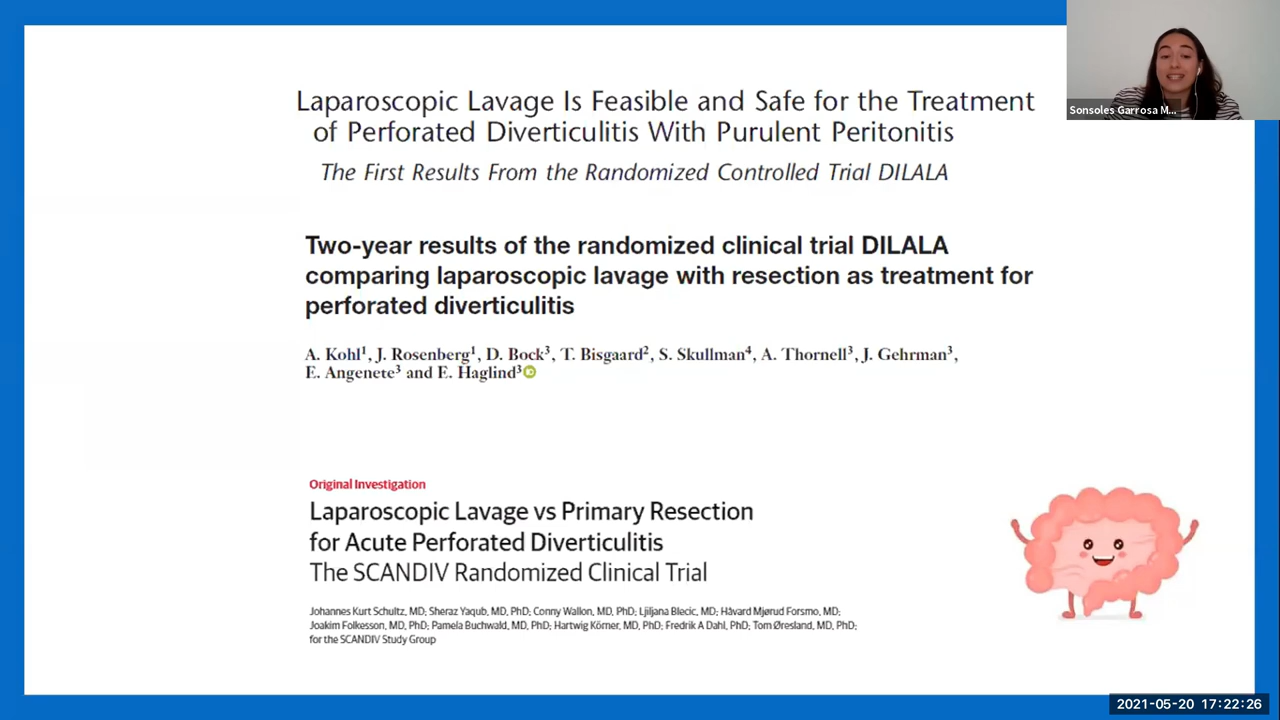 Laparoscopic Lavage Is Feasible and Safe for the Treatment
of Perforated Diverticulitis With Purulent Peritonitis
The First Results From the Randomized Controlled Trial DILALA
Sonsoles Garrosa M...
Two-year results of the randomized clinical trial DILALA
comparing laparoscopic lavage with resection as treatment for
perforated diverticulitis
A. Kohl¹, J. Rosenberg¹, D. Bock³, T. Bisgaard², S. Skullman⁴, A. Thornell³, J. Gehrman³,
E. Angenete³ and E. Haglind³ iD
Original Investigation
Laparoscopic Lavage vs Primary Resection
for Acute Perforated Diverticulitis
The SCANDIV Randomized Clinical Trial
Johannes Kurt Schultz, MD; Sheraz Yaqub, MD, PhD; Conny Wallon, MD, PhD; Ljiljana Blecic, MD; Håvard Mjørud Forsmo, MD;
Joakim Folkesson, MD, PhD; Pamela Buchwald, MD, PhD; Hartwig Körner, MD, PhD; Fredrik A Dahl, PhD; Tom Øresland, MD, PhD;
for the SCANDIV Study Group
2021-05-20 17:22:26